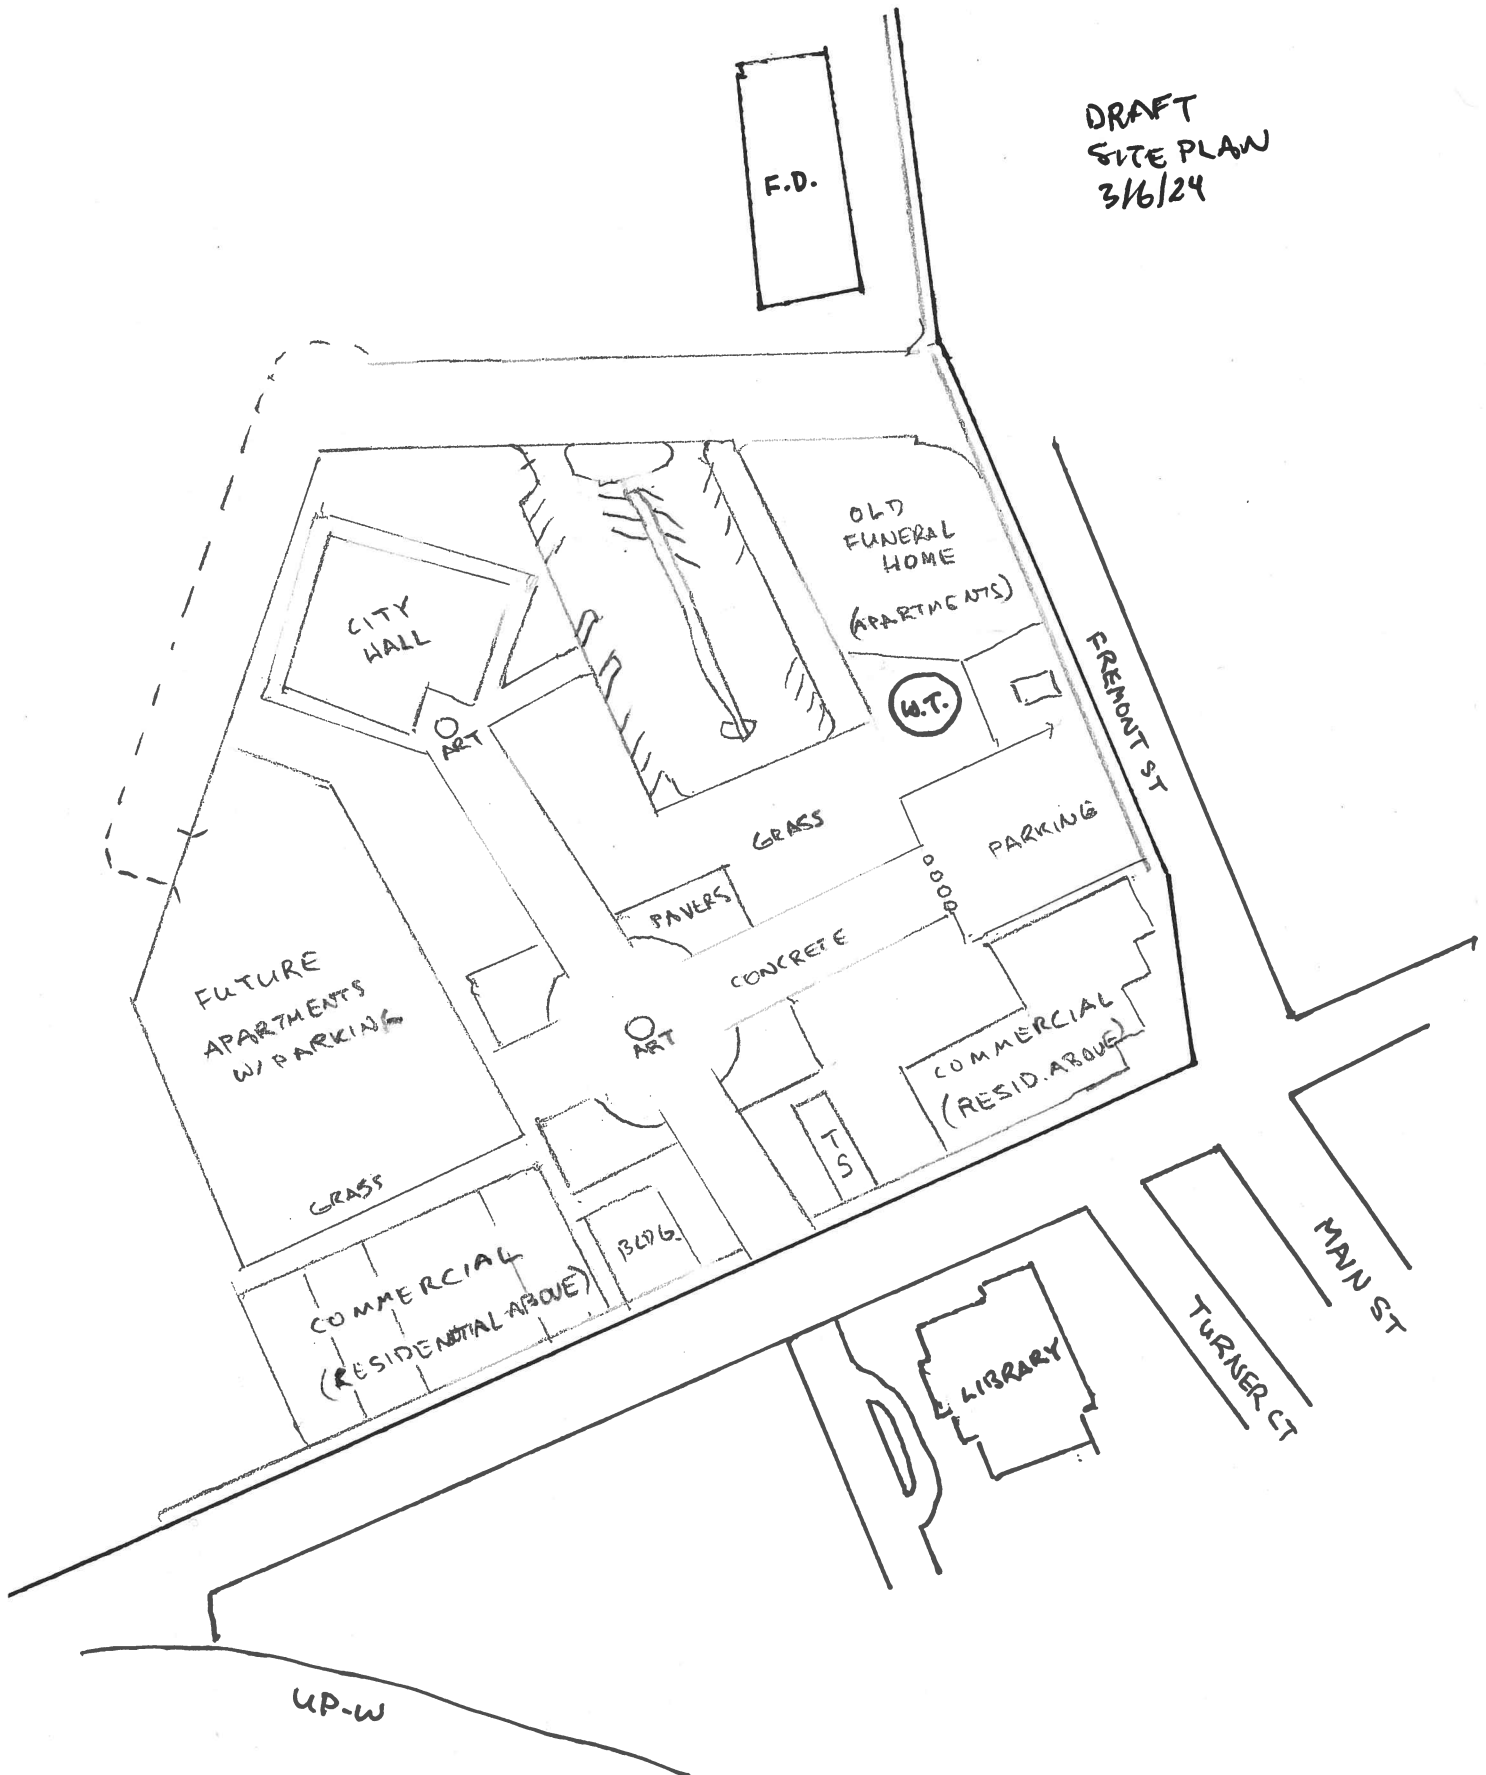 F.D.
DRAFT
SITE PLAN
3/6/24
OLD
FUNERAL
HOME
(APARTMENTS)
CITY
HALL
W.T.
ART
FREMONT ST
GRASS
PARKING
PAVERS
CONCRETE
FUTURE
APARTMENTS
W/ PARKING
ART
COMMERCIAL
(RESID. ABOVE)
TS
GRASS
BLDG.
COMMERCIAL
(RESIDENTIAL ABOVE)
MAIN ST
TURNER CT
LIBRARY
UP-W